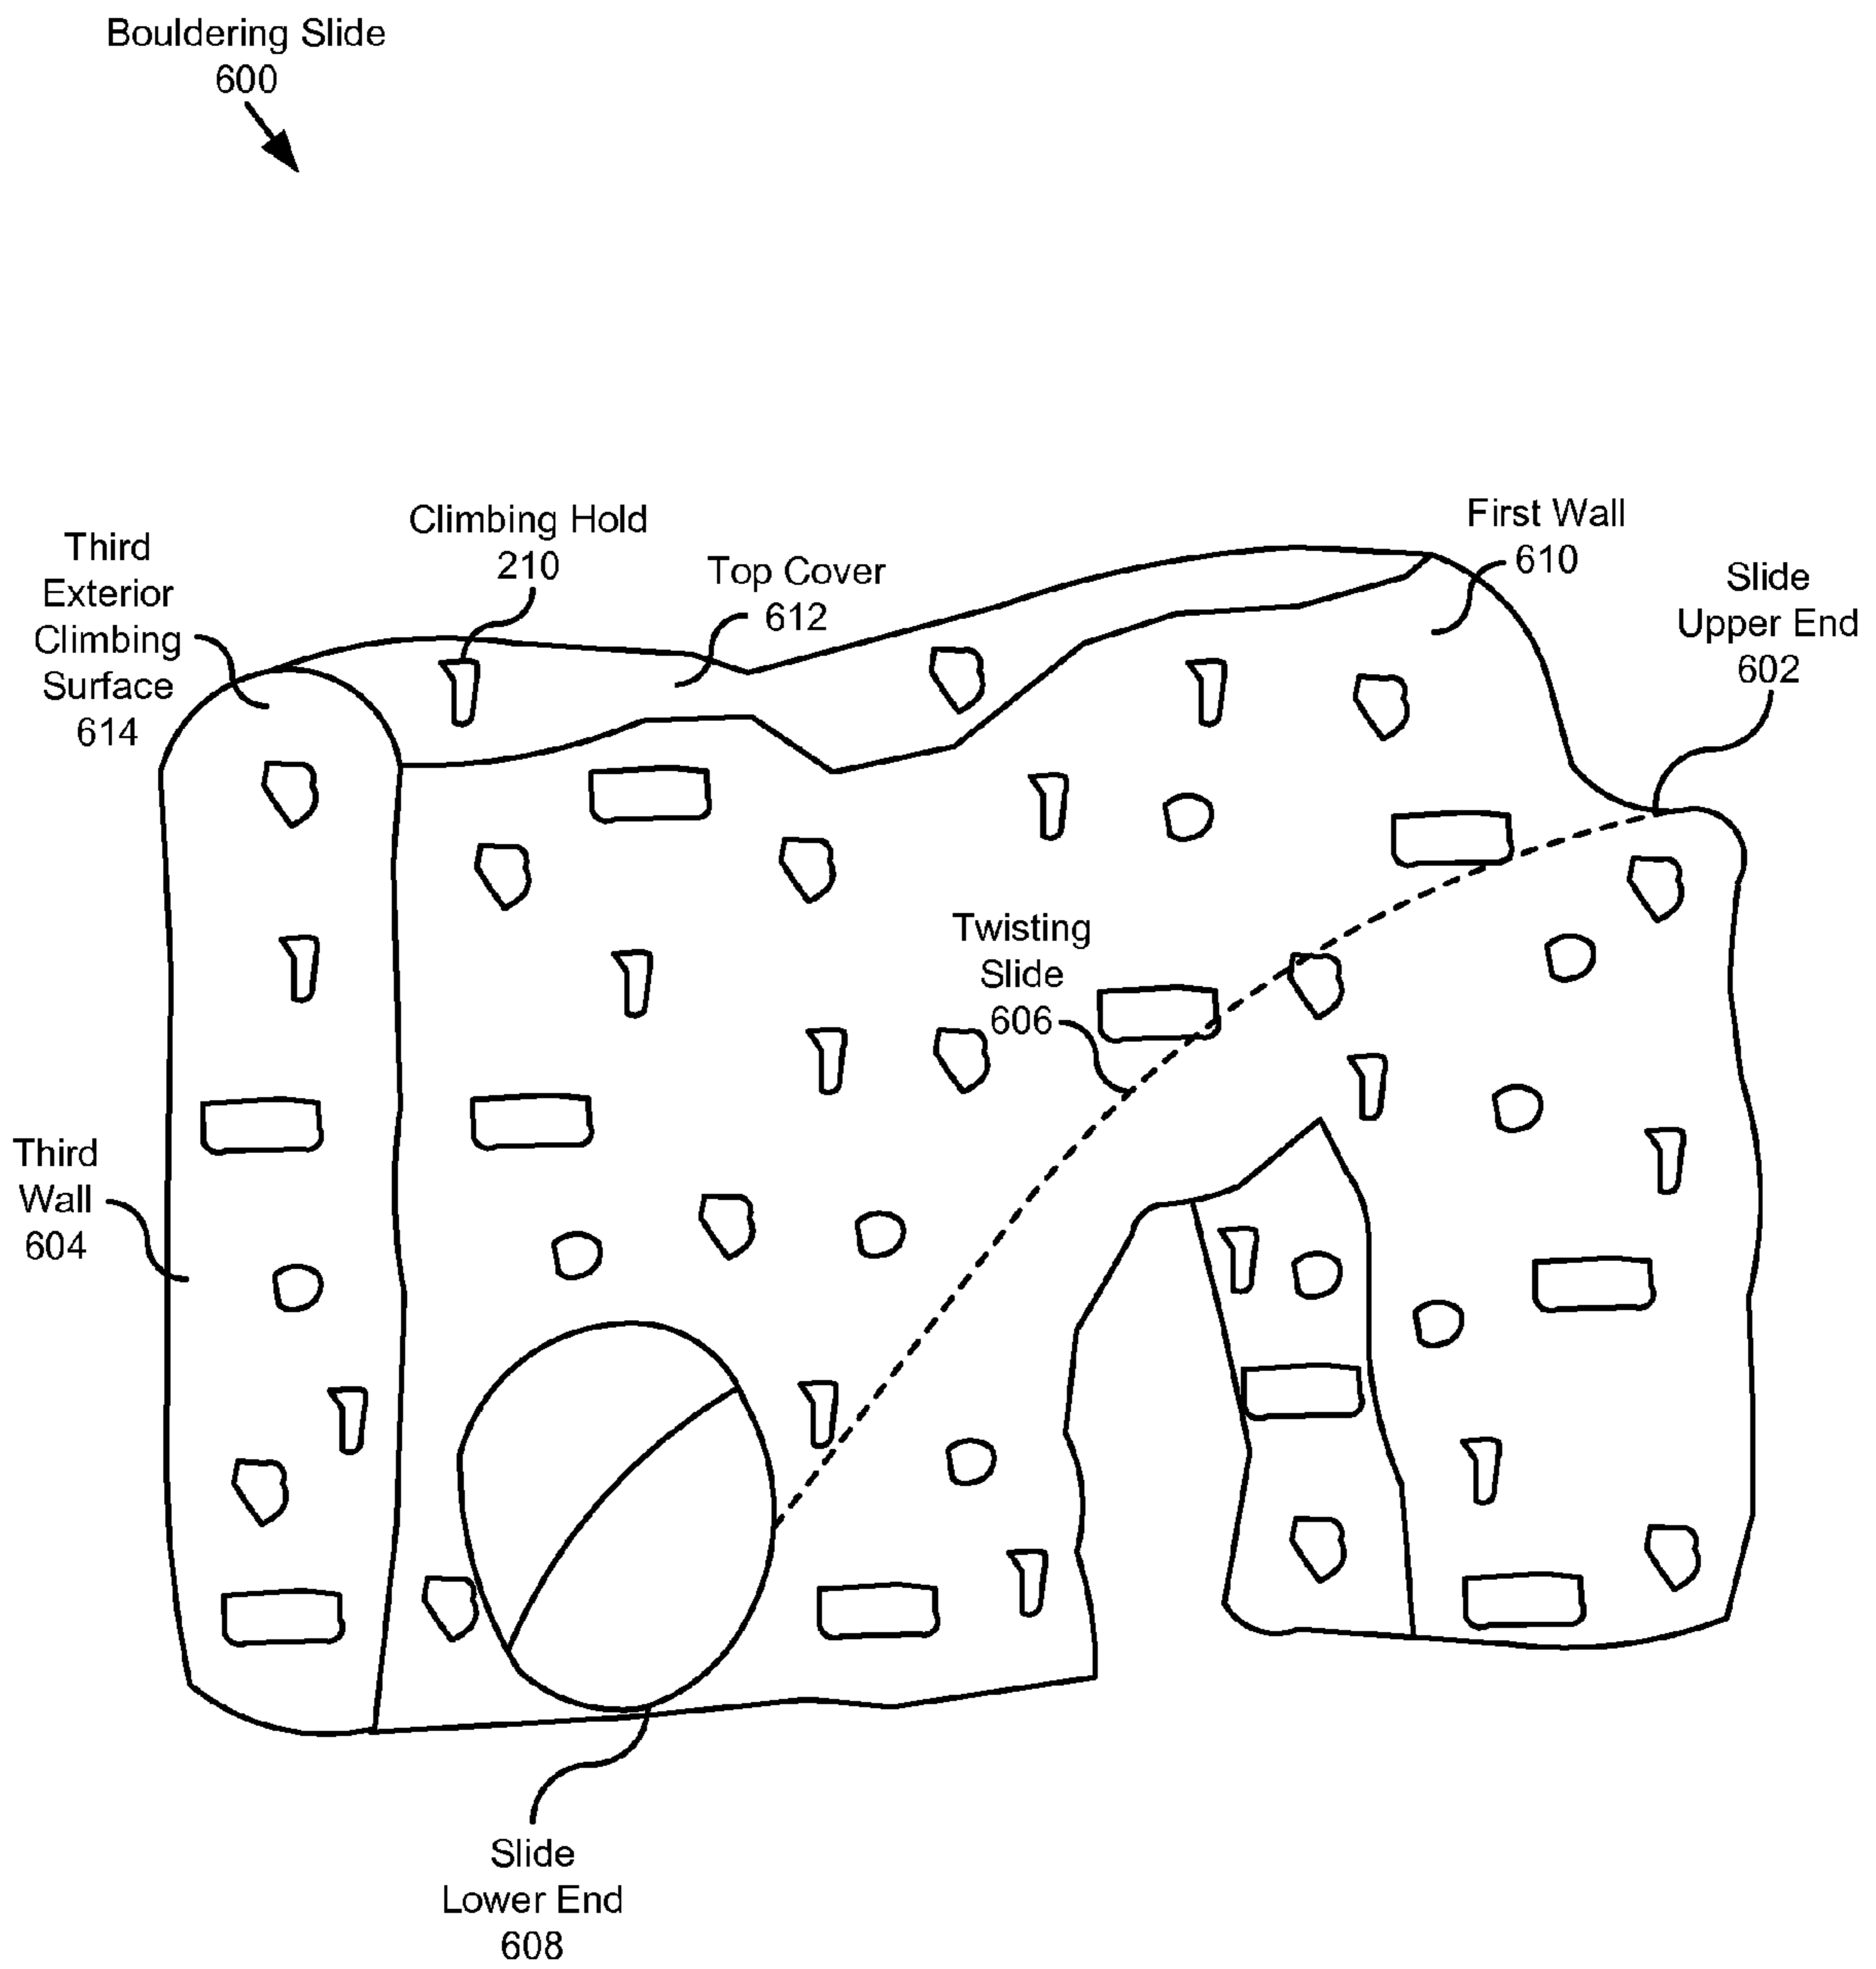 Bouldering Slide
600
Climbing Hold
210
First Wall
610
Third
Exterior
Climbing
Surface
614
Top Cover
612
Slide
Upper End
602
Twisting
Slide
606
Third
Wall
604
Slide
Lower End
608